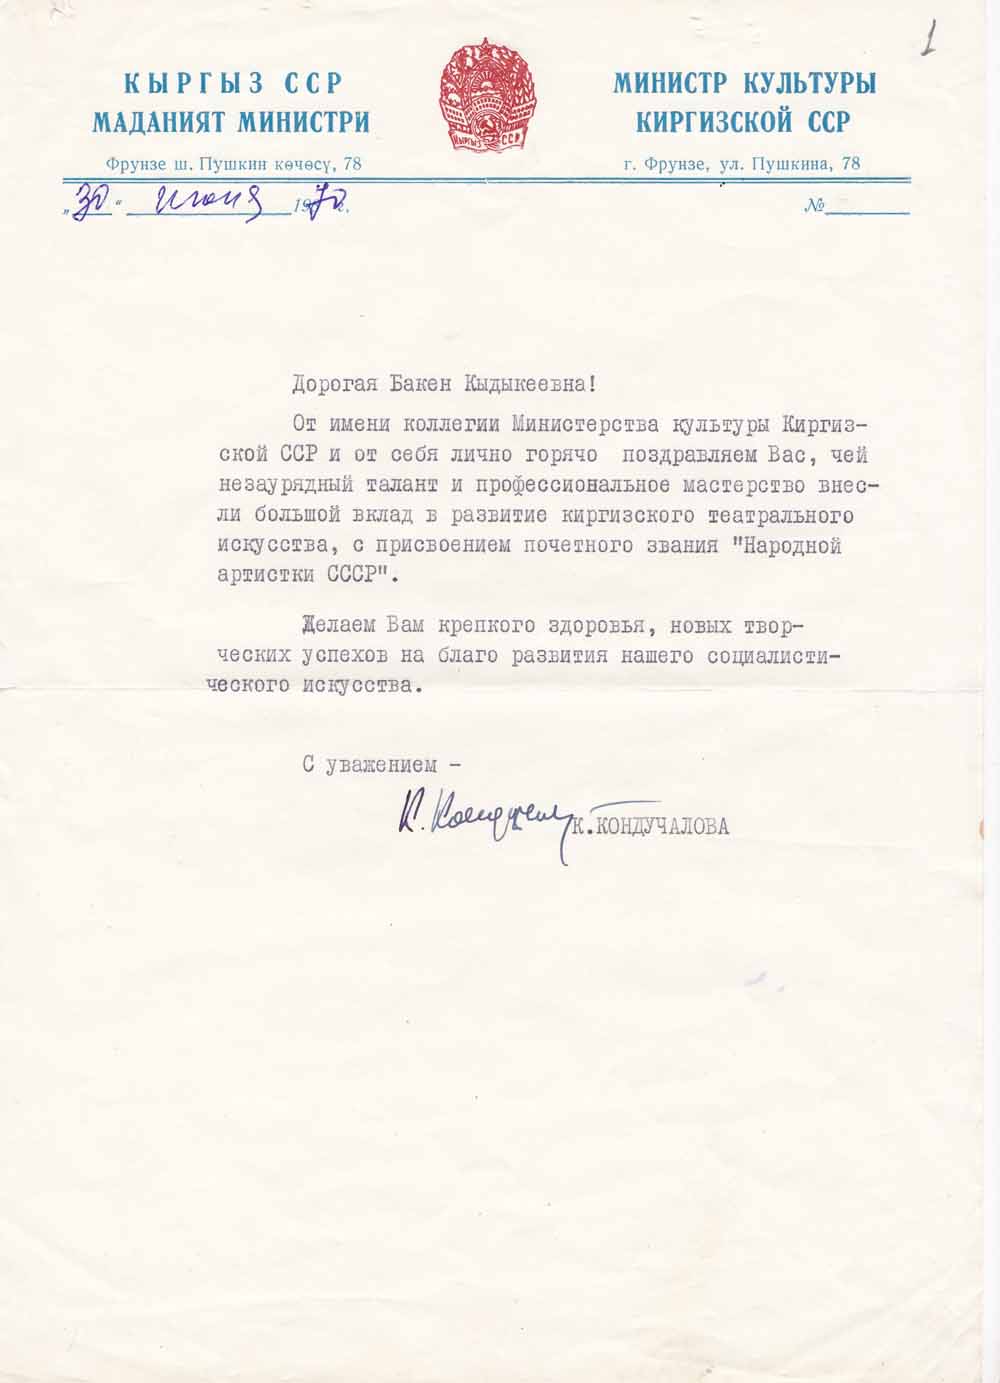 1
КЫРГЫЗ ССР
МАДАНИЯТ МИНИСТРИ
Фрунзе ш. Пушкин көчөсү, 78
КЫРГЫЗ ССР
МИНИСТР КУЛЬТУРЫ
КИРГИЗСКОЙ ССР
г. Фрунзе, ул. Пушкина, 78
„30“ июня 1970 г.
№
Дорогая Бакен Кыдыкеевна!
От имени коллегии Министерства культуры Киргиз-
ской ССР и от себя лично горячо поздравляем Вас, чей
незаурядный талант и профессиональное мастерство внес-
ли большой вклад в развитие киргизского театрального
искусства, с присвоением почетного звания "Народной
артистки СССР".
Желаем Вам крепкого здоровья, новых твор-
ческих успехов на благо развития нашего социалисти-
ческого искусства.
С уважением –
К. КОНДУЧАЛОВА